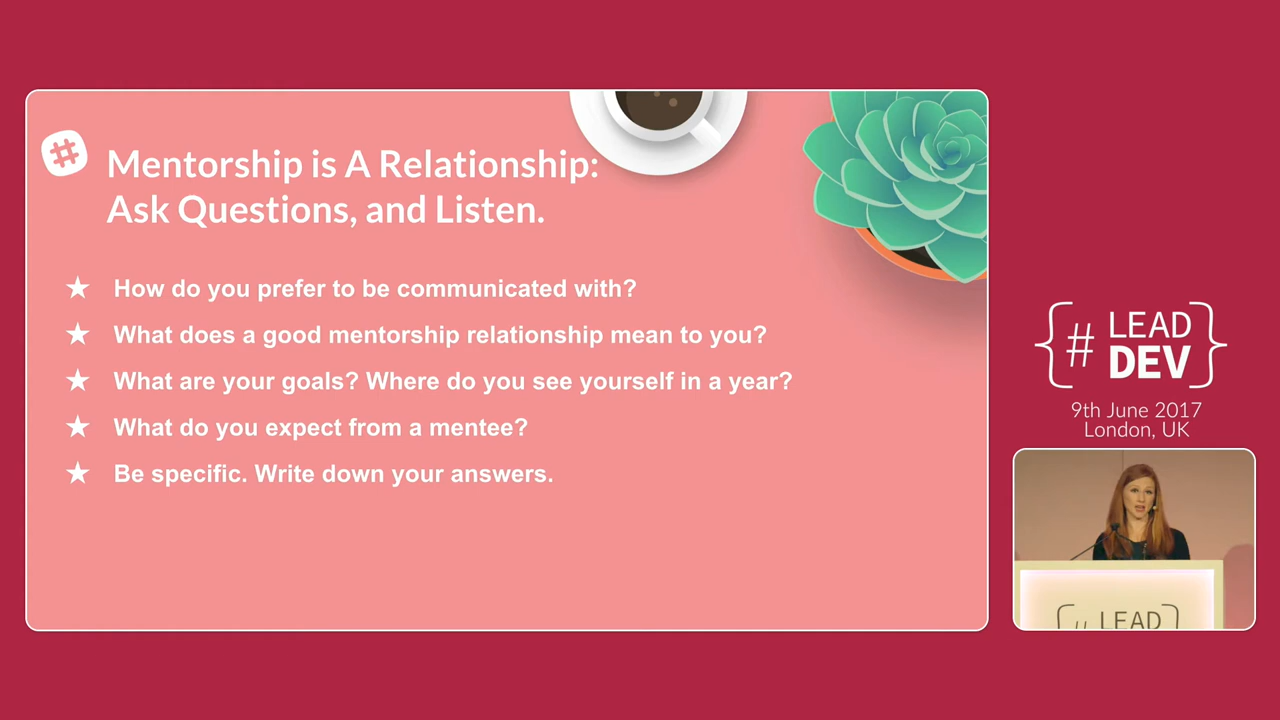 Mentorship is A Relationship:
Ask Questions, and Listen.
★ How do you prefer to be communicated with?
★ What does a good mentorship relationship mean to you?
★ What are your goals? Where do you see yourself in a year?
★ What do you expect from a mentee?
★ Be specific. Write down your answers.
{# LEAD
DEV}
9th June 2017
London, UK
{# LEAD}